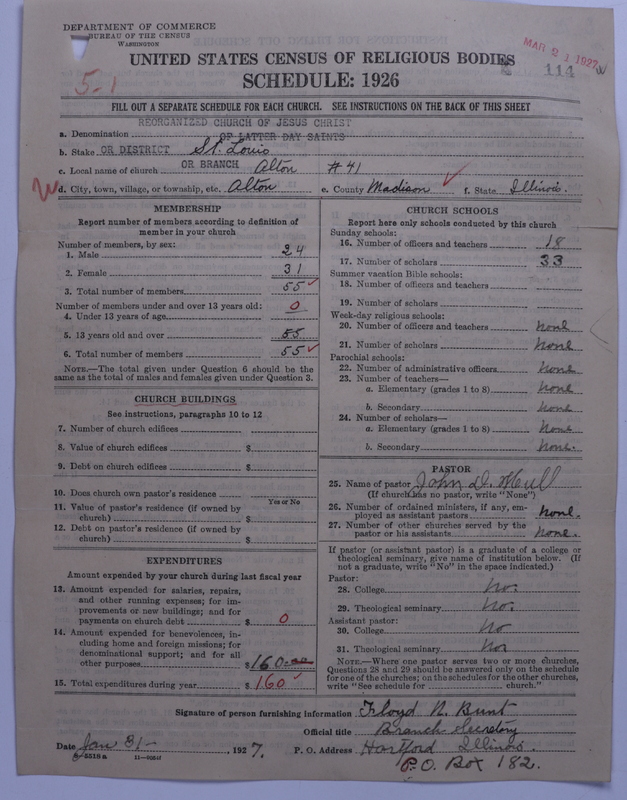 DEPARTMENT OF COMMERCE
BUREAU OF THE CENSUS
WASHINGTON
MAR 21 1927
UNITED STATES CENSUS OF RELIGIOUS BODIES
114
5-1
SCHEDULE: 1926
FILL OUT A SEPARATE SCHEDULE FOR EACH CHURCH. SEE INSTRUCTIONS ON THE BACK OF THIS SHEET
REORGANIZED CHURCH OF JESUS CHRIST
a. Denomination OF LATTER DAY SAINTS
b. Stake OR DISTRICT St. Louis
c. Local name of church OR BRANCH Alton #41
d. City, town, village, or township, etc. Alton e. County Madison f. State Illinois.
MEMBERSHIP
Report number of members according to definition of
member in your church
Number of members, by sex:
1. Male 24
2. Female 31
3. Total number of members 55
Number of members under and over 13 years old: 0
4. Under 13 years of age
5. 13 years old and over 55
6. Total number of members 55
NOTE.—The total given under Question 6 should be
same as the total of males and females given under Question 3.
CHURCH BUILDINGS
See instructions, paragraphs 10 to 12
7. Number of church edifices
8. Value of church edifices $
9. Debt on church edifices $
10. Does church own pastor's residence
Yes or No
11. Value of pastor's residence (if owned by
church) $
12. Debt on pastor's residence (if owned by
church) $
EXPENDITURES
Amount expended by your church during last fiscal year
13. Amount expended for salaries, repairs,
and other running expenses; for im-
provements or new buildings; and for
payments on church debt $ 0
14. Amount expended for benevolences, in-
cluding home and foreign missions; for
denominational support; and for all
other purposes $ 160.00
15. Total expenditures during year $ 160
CHURCH SCHOOLS
Report here only schools conducted by this church
Sunday schools:
16. Number of officers and teachers 18
17. Number of scholars 33
Summer vacation Bible schools:
18. Number of officers and teachers
19. Number of scholars
Week-day religious schools:
20. Number of officers and teachers None
21. Number of scholars None
Parochial schools:
22. Number of administrative officers None
23. Number of teachers—
a. Elementary (grades 1 to 8) None
b. Secondary None
24. Number of scholars—
a. Elementary (grades 1 to 8) None
b. Secondary None.
PASTOR
25. Name of pastor John D.
(If church has no pastor, write "None")
26. Number of ordained ministers, if any, em-
ployed as assistant pastors None.
27. Number of other churches served by the
pastor or his assistants None.
If pastor (or assistant pastor) is a graduate of a college or
theological seminary, give name of institution below. (If
not a graduate, write "No" in the space indicated.)
Pastor:
28. College No.
29. Theological seminary No.
Assistant pastor:
30. College No
31. Theological seminary No
NOTE.—Where one pastor serves two or more churches,
Questions 28 and 29 should be answered only on the schedule
for one of the churches; on the schedules for the other churches,
write "See schedule for church."
Signature of person furnishing information Floyd N. Bunt
Official title Branch Secretary
Date Jan 31- , 1927. P. O. Address Hartford Illinois.
P.O. Box 182.